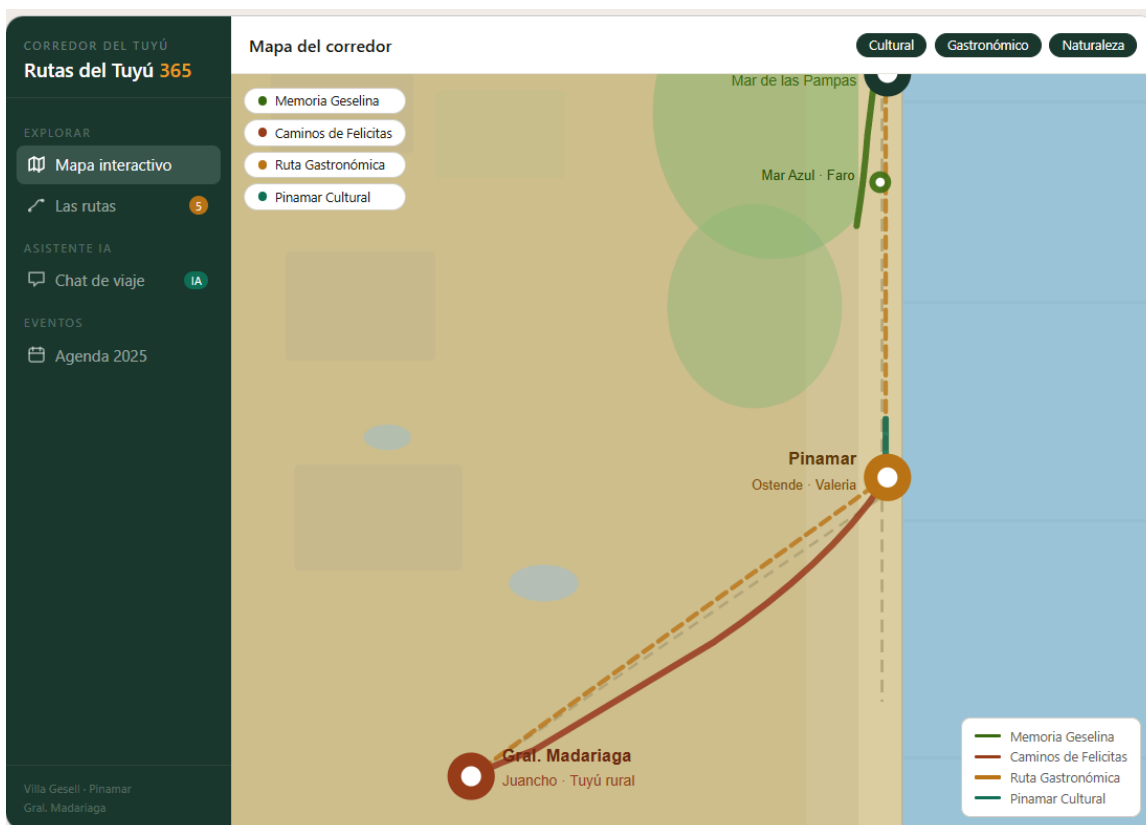 CORREDOR DEL TUYÚ
Rutas del Tuyú 365
EXPLORAR
Mapa interactivo
Las rutas
5
ASISTENTE IA
Chat de viaje
IA
EVENTOS
Agenda 2025
Villa Gesell · Pinamar
Gral. Madariaga
Mapa del corredor
Cultural
Gastronómico
Naturaleza
Memoria Geselina
Caminos de Felicitas
Ruta Gastronómica
Pinamar Cultural
Mar de las Pampas
Mar Azul · Faro
Pinamar
Ostende · Valeria
Gral. Madariaga
Juancho · Tuyú rural
Memoria Geselina
Caminos de Felicitas
Ruta Gastronómica
Pinamar Cultural